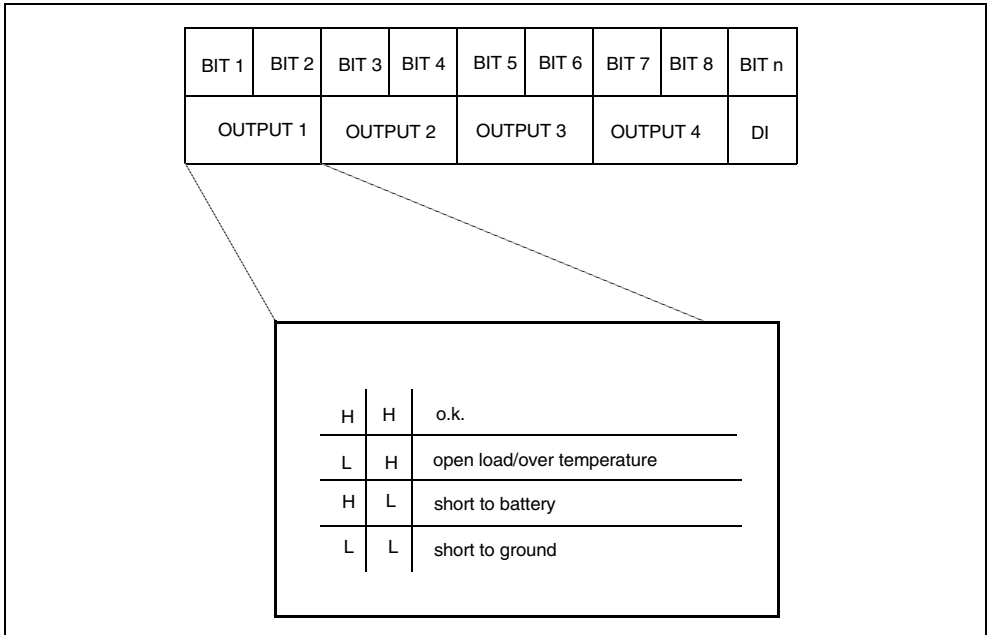 BIT 1 BIT 2 BIT 3 BIT 4 BIT 5 BIT 6 BIT 7 BIT 8 BIT n
OUTPUT 1 OUTPUT 2 OUTPUT 3 OUTPUT 4 DI
H H o.k.
L H open load/over temperature
H L short to battery
L L short to ground